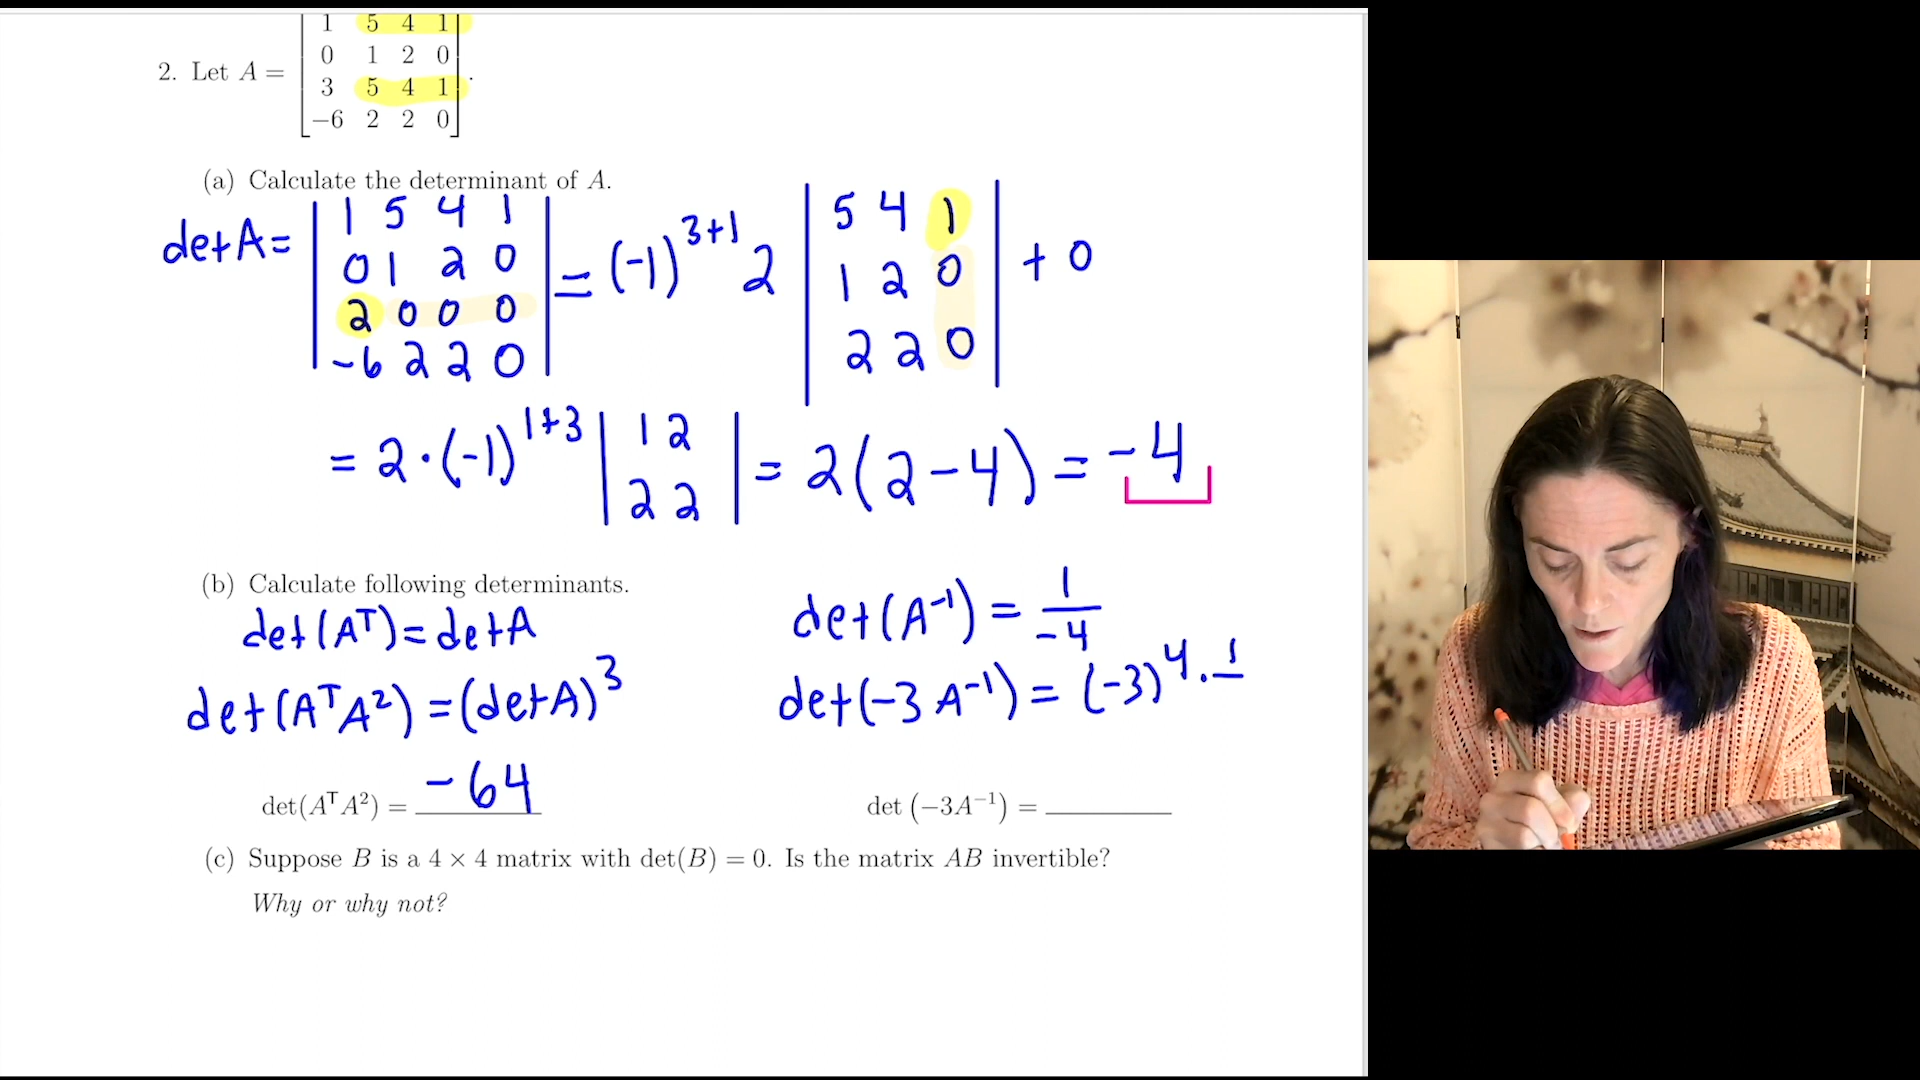 1 5 4 1
0 1 2 0
2. Let A =
3 5 4 1 .
−6 2 2 0
(a) Calculate the determinant of A.
detA = | 1 5 4 1 | = (-1)^{3+1} 2 | 5 4 1 | + 0
0 1 2 0   1 2 0
2 0 0 0   2 2 0
-6 2 2 0
= 2 · (-1)^{1+3} | 1 2 | = 2(2-4) = -4
2 2
(b) Calculate following determinants.
det(Aᵀ) = detA
det(A⁻¹) = 1/-4
det(AᵀA²) = (detA)³
det(-3A⁻¹) = (-3)⁴ · 1
det(AᵀA²) = -64
det (−3A⁻¹) =
(c) Suppose B is a 4 × 4 matrix with det(B) = 0. Is the matrix AB invertible?
Why or why not?